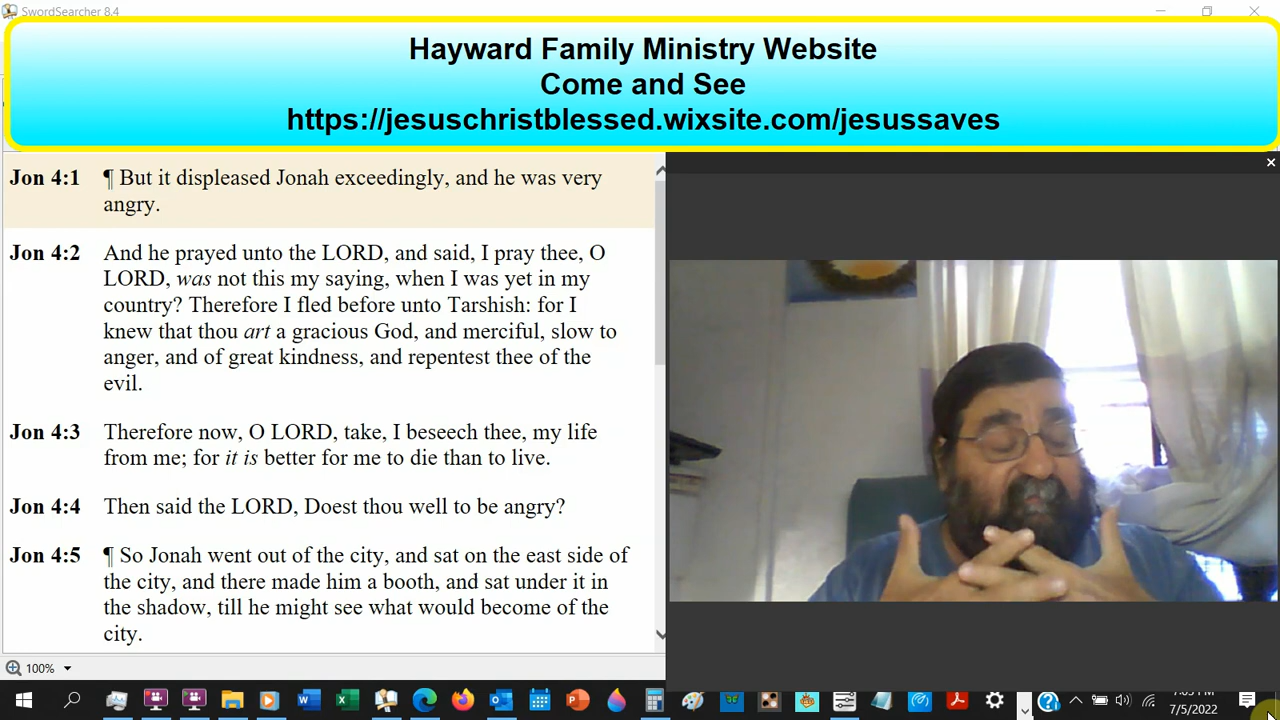 SwordSearcher 8.4
Hayward Family Ministry Website
Come and See
https://jesuschristblessed.wixsite.com/jesussaves
Jon 4:1 ¶ But it displeased Jonah exceedingly, and he was very
angry.
Jon 4:2 And he prayed unto the LORD, and said, I pray thee, O
LORD, was not this my saying, when I was yet in my
country? Therefore I fled before unto Tarshish: for I
knew that thou art a gracious God, and merciful, slow to
anger, and of great kindness, and repentest thee of the
evil.
Jon 4:3 Therefore now, O LORD, take, I beseech thee, my life
from me; for it is better for me to die than to live.
Jon 4:4 Then said the LORD, Doest thou well to be angry?
Jon 4:5 ¶ So Jonah went out of the city, and sat on the east side of
the city, and there made him a booth, and sat under it in
the shadow, till he might see what would become of the
city.
100%
7/5/2022